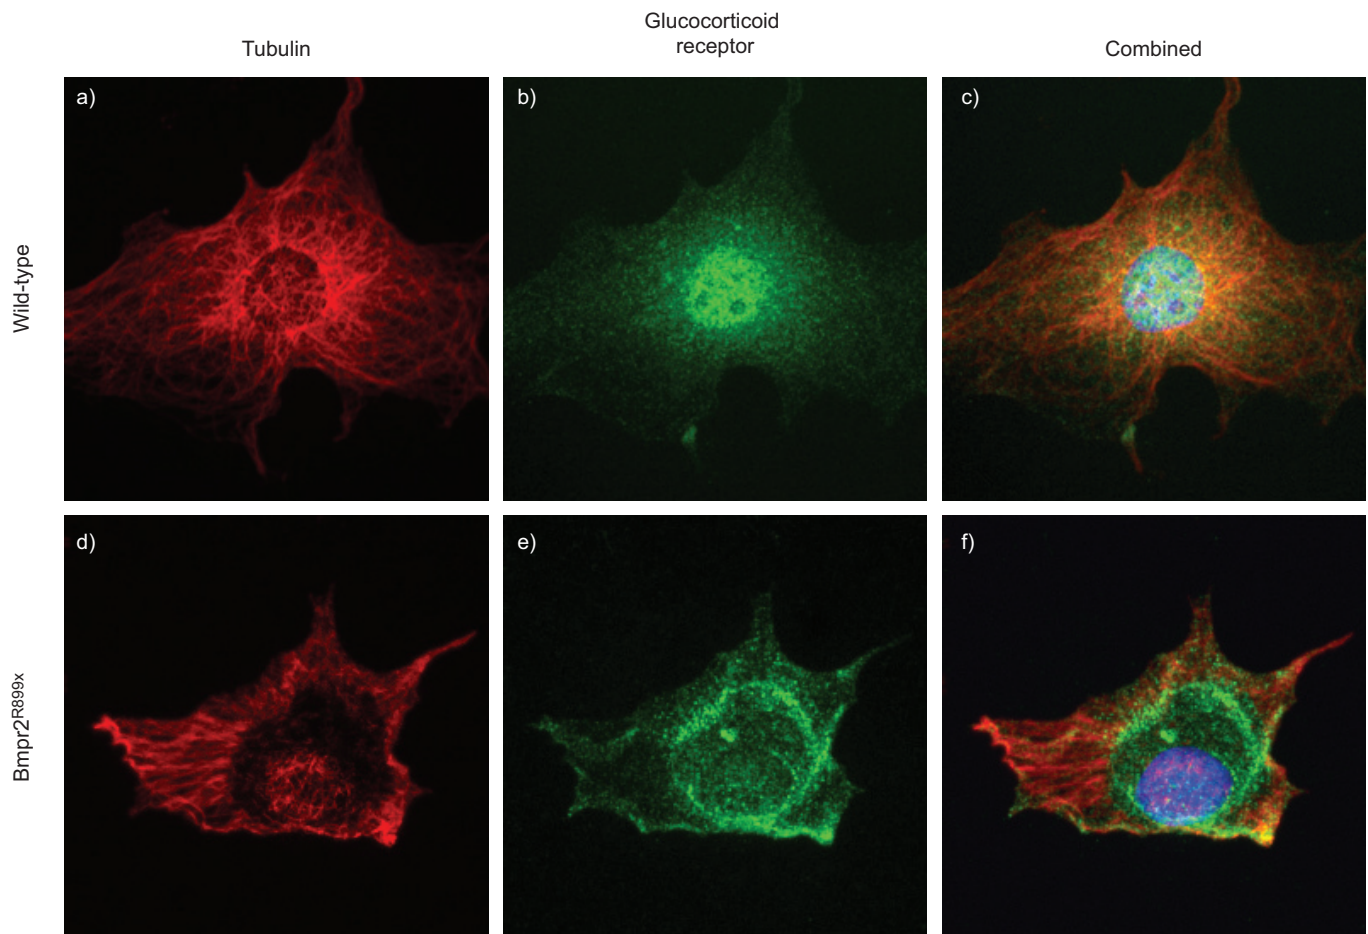 Tubulin
Glucocorticoid
receptor
Combined
Wild-type
a)
b)
c)
Bmpr2R899x
d)
e)
f)